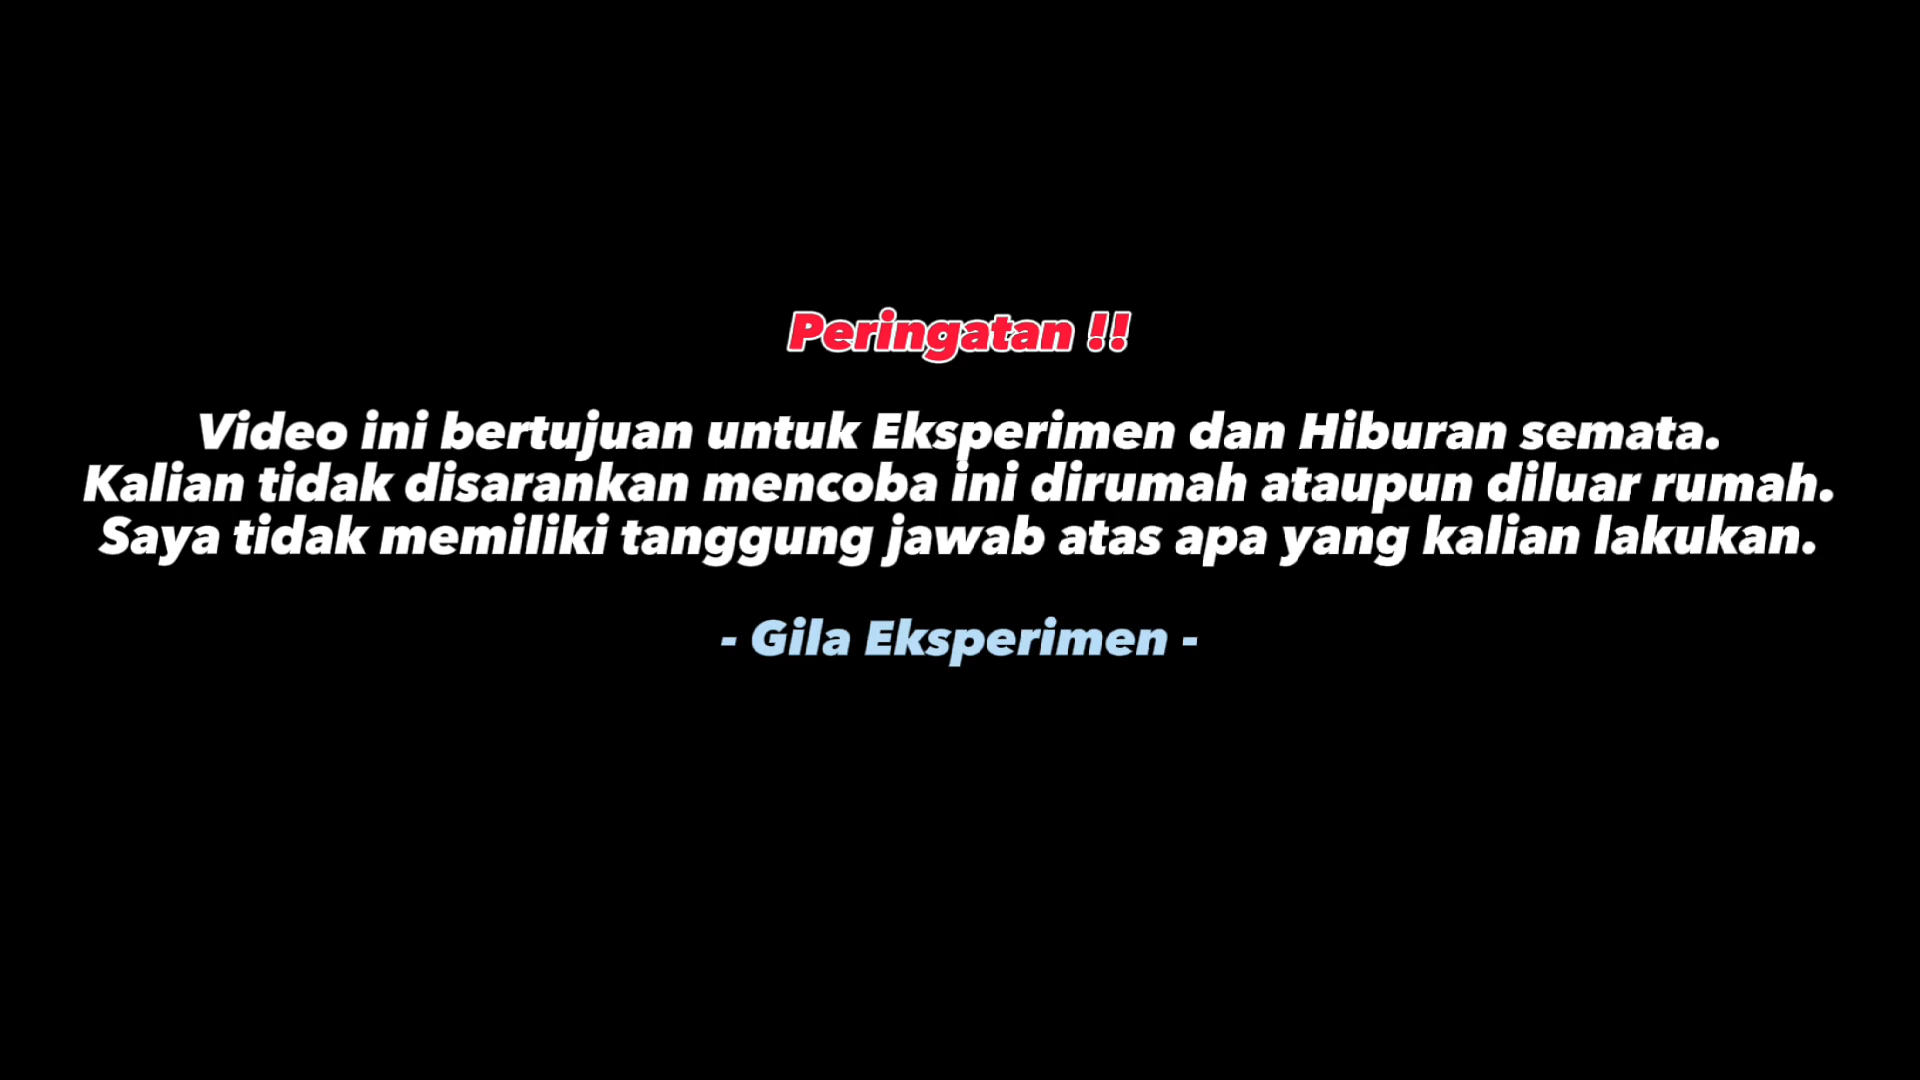 Peringatan !!
Video ini bertujuan untuk Eksperimen dan Hiburan semata.
Kalian tidak disarankan mencoba ini dirumah ataupun diluar rumah.
Saya tidak memiliki tanggung jawab atas apa yang kalian lakukan.
- Gila Eksperimen -